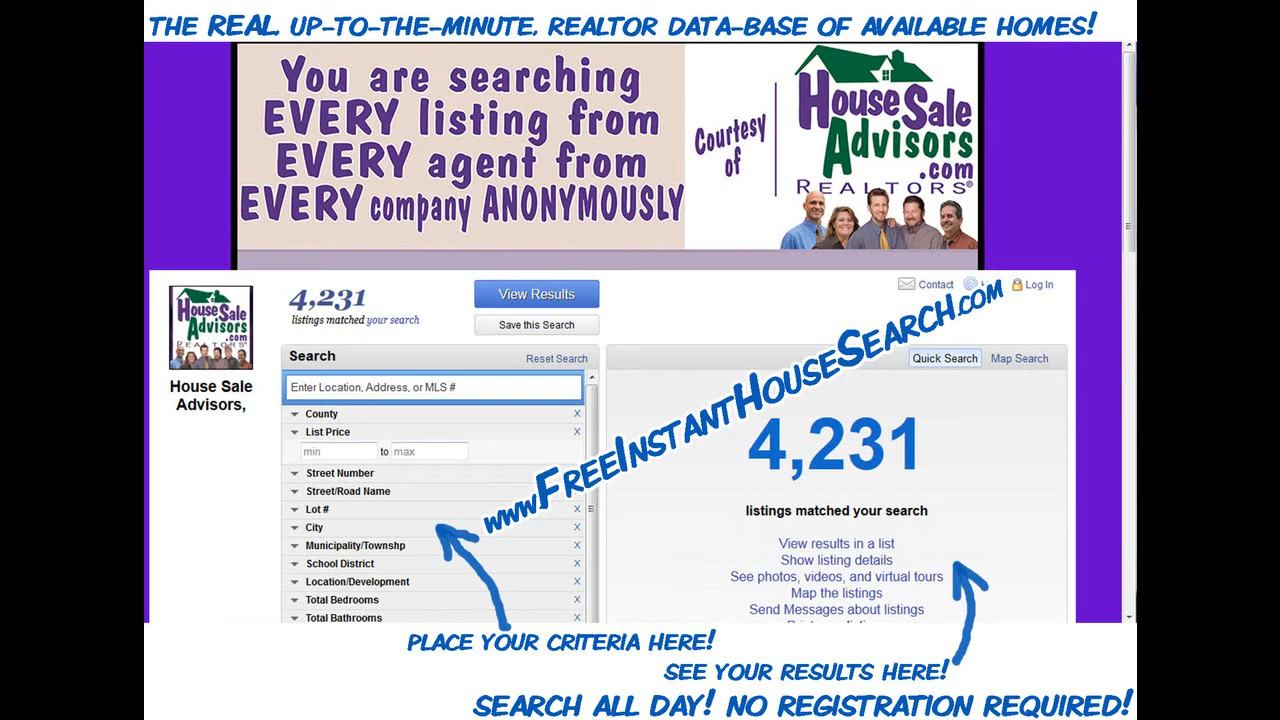 THE REAL, UP-TO-THE-MINUTE, REALTOR DATA-BASE OF AVAILABLE HOMES!
You are searching
EVERY listing from
EVERY agent from
EVERY company ANONYMOUSLY
Courtesy
of
HouseSale
Advisors
.com
REALTORS®
House Sale
Advisors
.com
REALTORS
House Sale
Advisors,
4,231
listings matched your search
View Results
Save this Search
Contact
Log In
Search
Reset Search
Quick Search
Map Search
Enter Location, Address, or MLS #
County X
List Price X
min to max
Street Number
Street/Road Name
Lot # X
City X
Municipality/Townshp X
School District X
Location/Development X
Total Bedrooms X
Total Bathrooms X
www.FreeInstantHouseSearch.com
4,231
listings matched your search
View results in a list
Show listing details
See photos, videos, and virtual tours
Map the listings
Send Messages about listings
PLACE YOUR CRITERIA HERE!
SEE YOUR RESULTS HERE!
SEARCH ALL DAY! NO REGISTRATION REQUIRED!